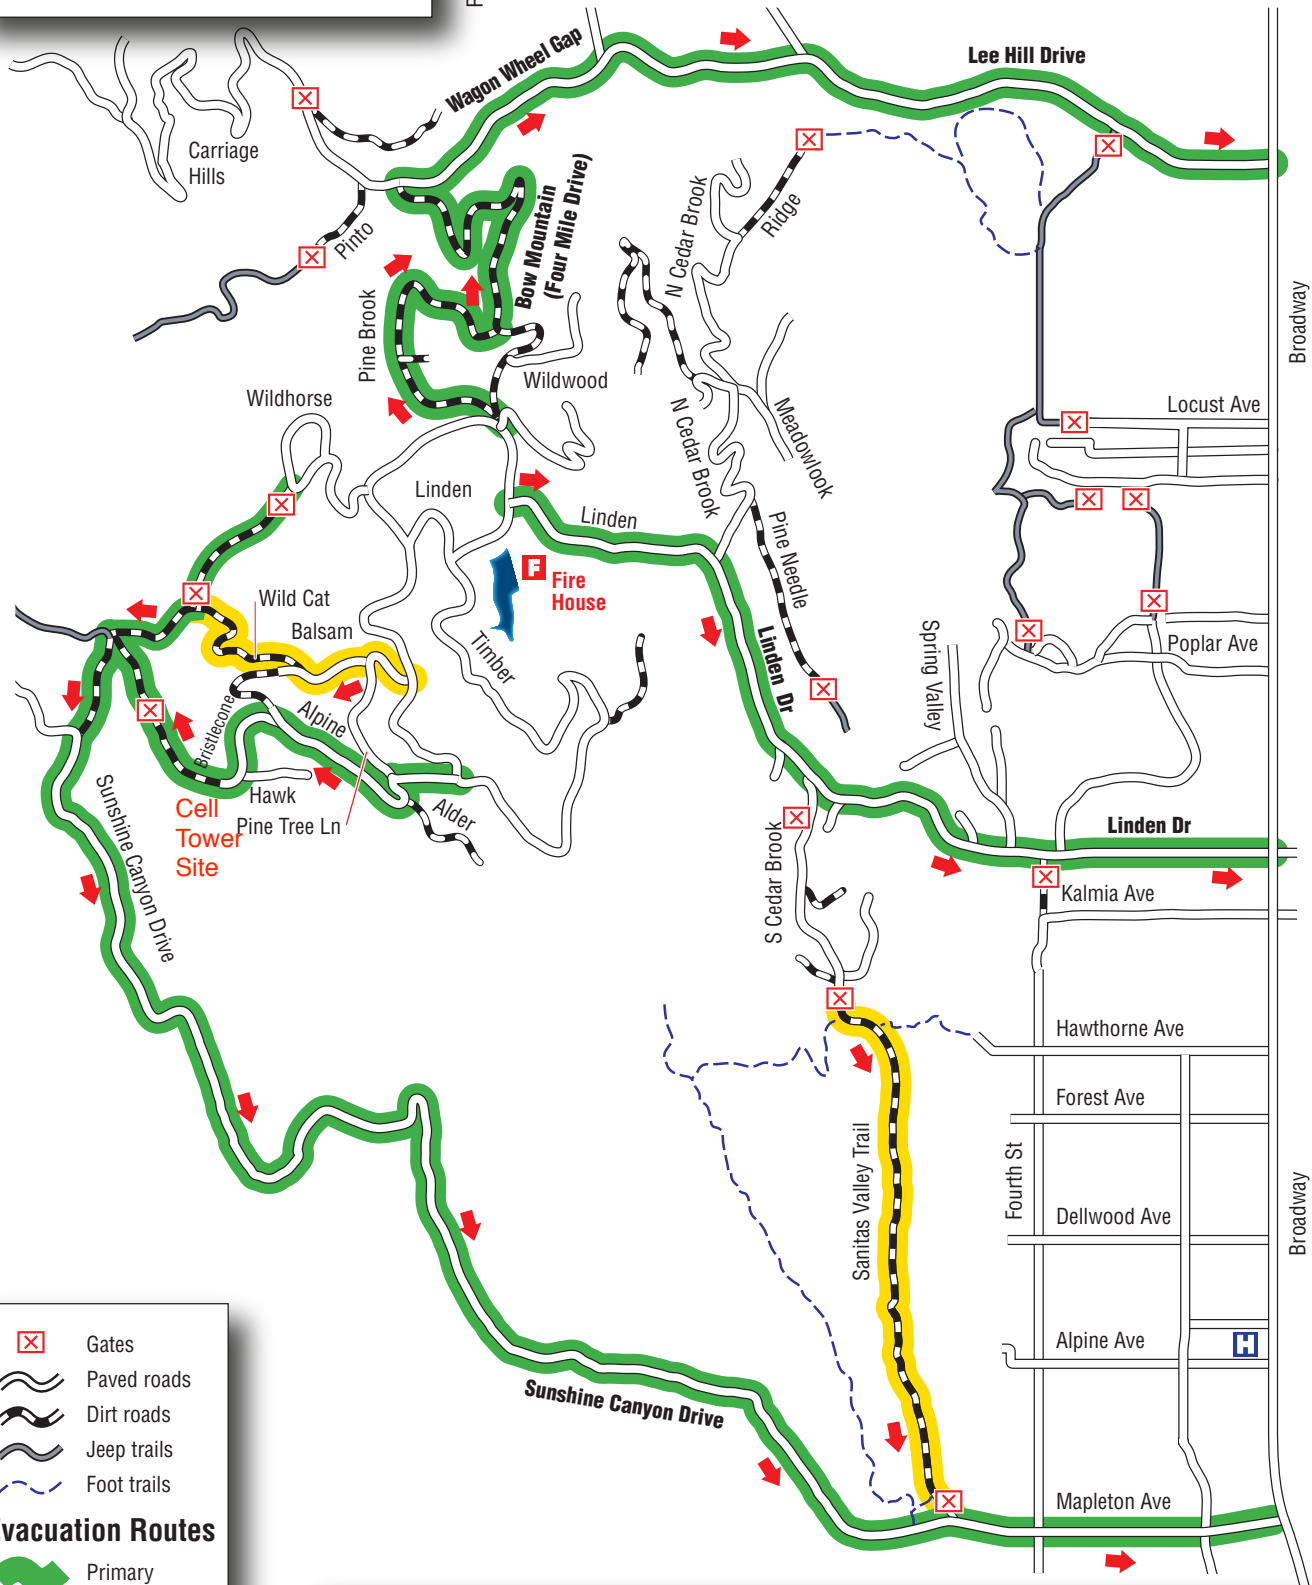 Wagon Wheel Gap
Lee Hill Drive
Carriage
Hills
Pinto
Bow Mountain
(Four Mile Drive)
N Cedar Brook
Ridge
Broadway
Pine Brook
Wildwood
Wildhorse
Locust Ave
Meadowlook
N Cedar Brook
Linden
Linden
Pine Needle
F
Fire
House
Wild Cat
Balsam
Timber
Linden Dr
Spring Valley
Poplar Ave
Bristlecone
Alpine
Hawk
Pine Tree Ln
Alder
Cell
Tower
Site
Sunshine Canyon Drive
Linden Dr
S Cedar Brook
Kalmia Ave
Hawthorne Ave
Forest Ave
Sanitas Valley Trail
Fourth St
Dellwood Ave
Broadway
Alpine Ave
H
Sunshine Canyon Drive
Mapleton Ave
Gates
Paved roads
Dirt roads
Jeep trails
Foot trails
vacuation Routes
Primary